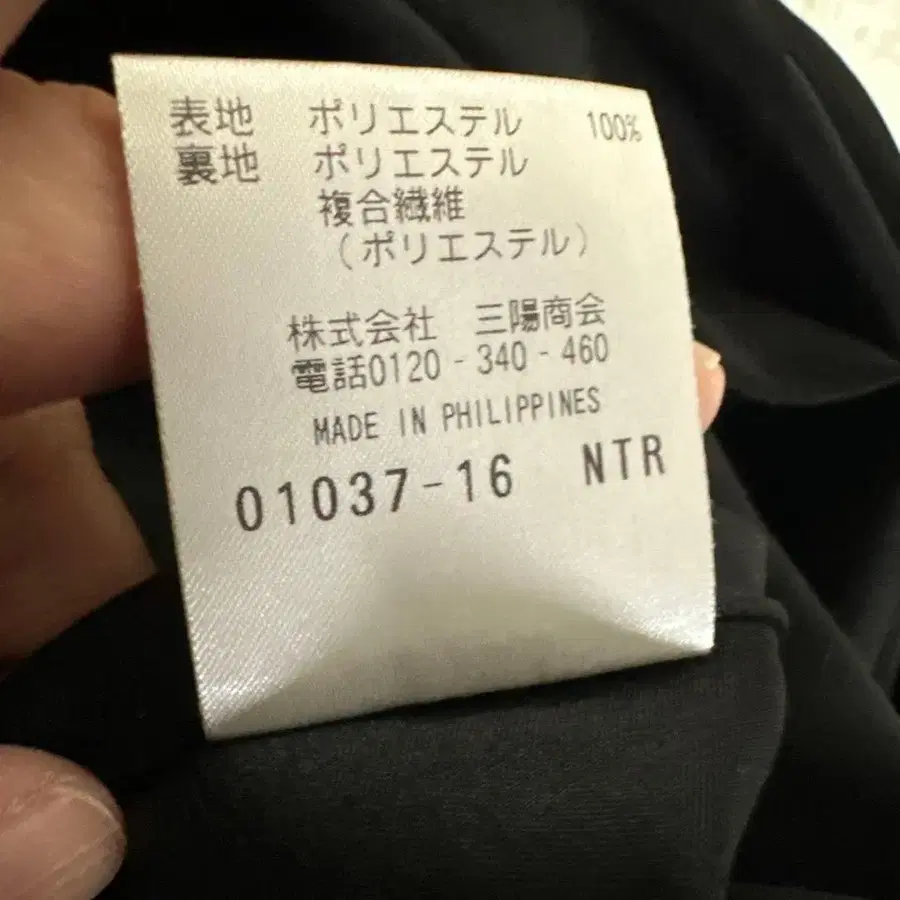 表地 ポリエステル 100%
裏地 ポリエステル
複合繊維
(ポリエステル)
株式会社 三陽商会
電話0120-340-460
MADE IN PHILIPPINES
01037-16 NTR